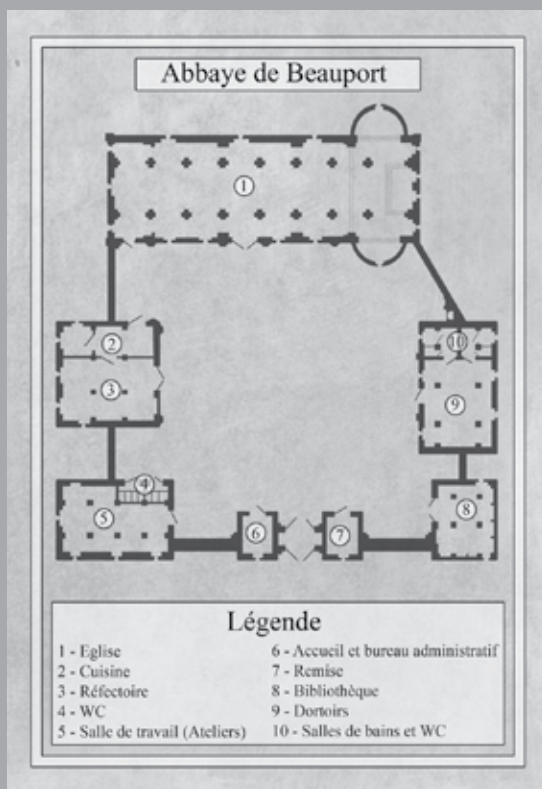 Abbaye de Beauport
1
2
10
3
9
4
5
8
6
7
Légende
1 - Eglise
2 - Cuisine
3 - Réfectoire
4 - WC
5 - Salle de travail (Ateliers)
6 - Accueil et bureau administratif
7 - Remise
8 - Bibliothèque
9 - Dortoirs
10 - Salles de bains et WC